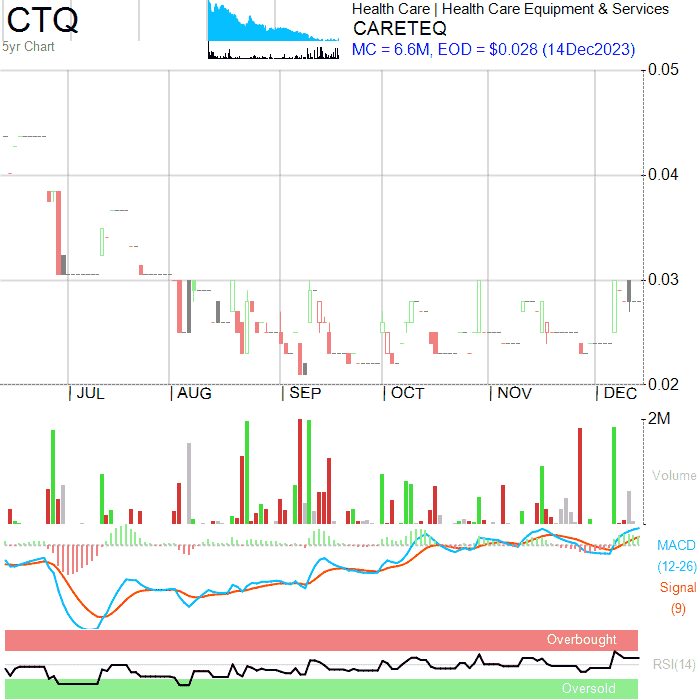 CTQ
5yr Chart
Health Care | Health Care Equipment & Services
CARETEQ
MC = 6.6M, EOD = $0.028 (14Dec2023)
0.05
0.04
0.03
0.02
| JUL | AUG | SEP | OCT | NOV | DEC
2M
Volume
MACD
(12-26)
Signal
(9)
Overbought
RSI(14)
Oversold